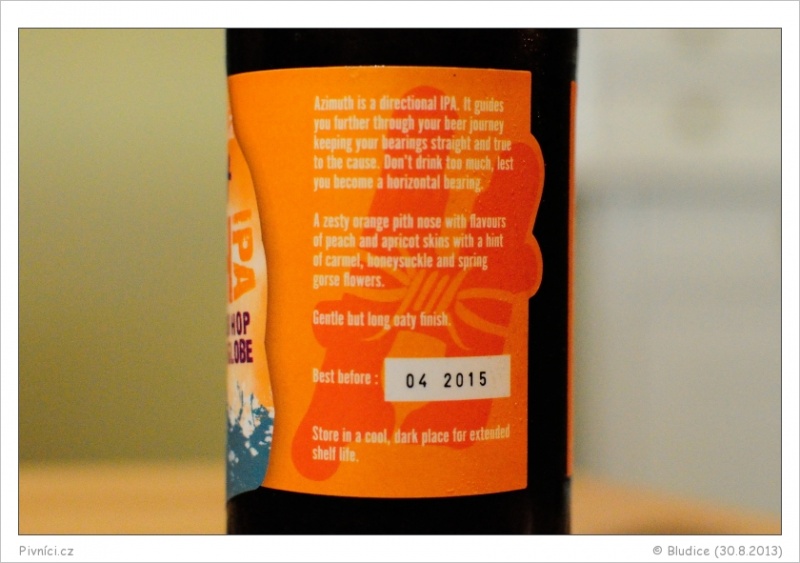 Azimuth is a directional IPA. It guides
you further through your beer journey
keeping your bearings straight and true
to the cause. Don't drink too much, lest
you become a horizontal bearing.
A zesty orange pith nose with flavours
of peach and apricot skins with a hint
of carmel, honeysuckle and spring
gorse flowers.
Gentle but long oaty finish.
Best before : 04 2015
Store in a cool, dark place for extended
shelf life.
IPA
HOP
GLOBE
Pivníci.cz
© Bludice (30.8.2013)